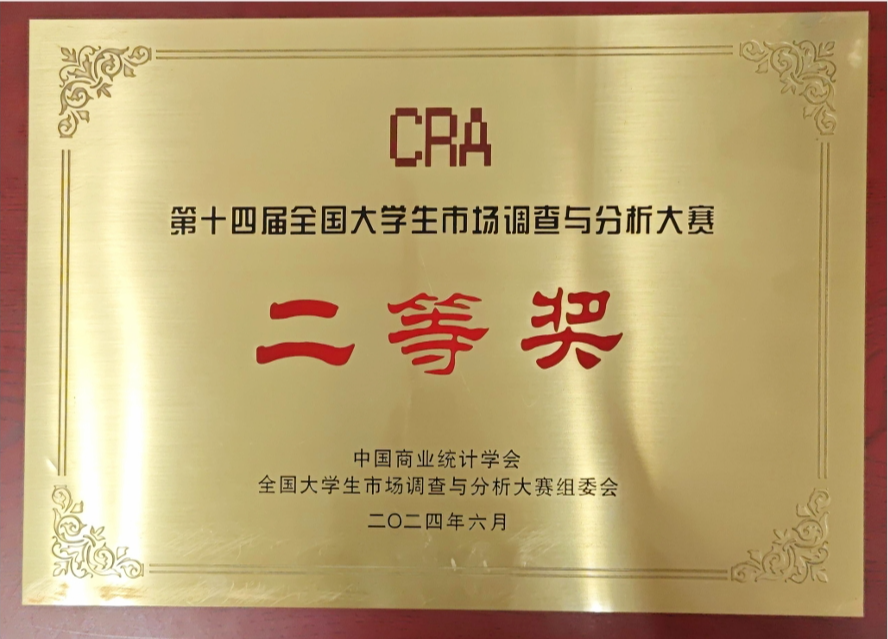 CRA
第十四届全国大学生市场调查与分析大赛
二等奖
中国商业统计学会
全国大学生市场调查与分析大赛组委会
二〇二四年六月